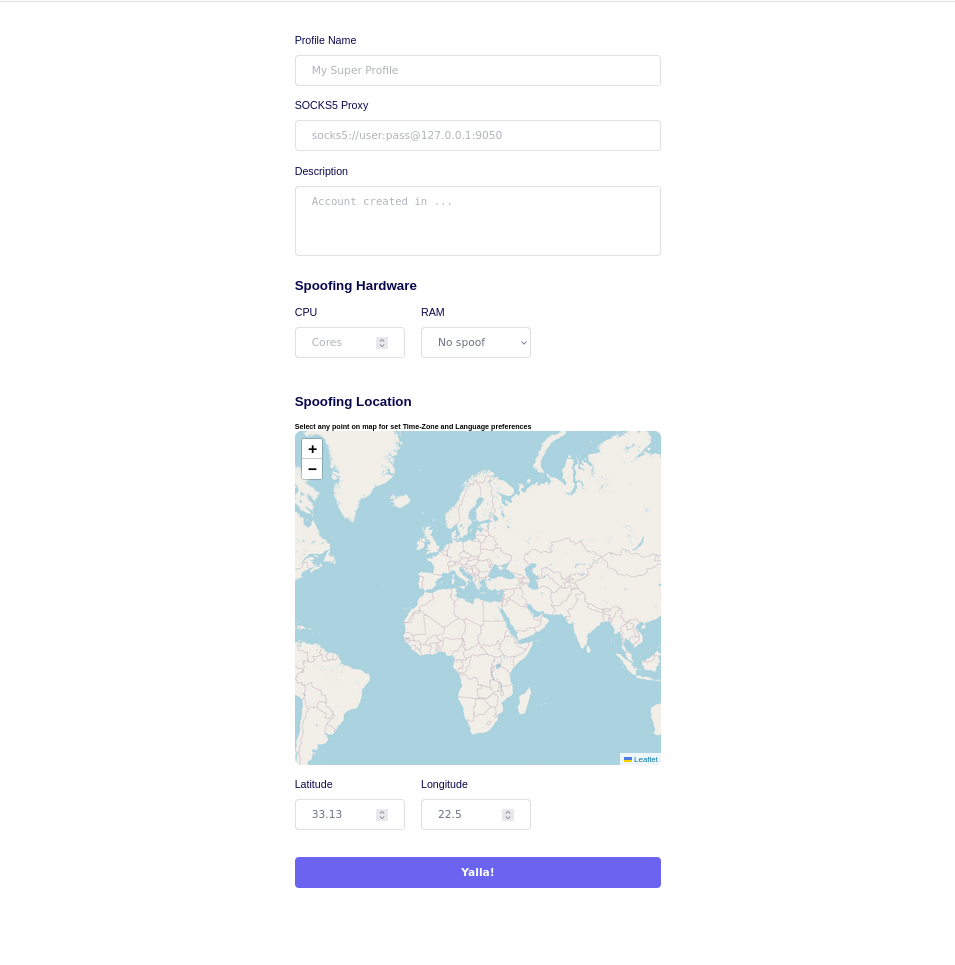 Profile Name
My Super Profile
SOCKS5 Proxy
socks5://user:pass@127.0.0.1:9050
Description
Account created in ...
Spoofing Hardware
CPU RAM
Cores No spoof
Spoofing Location
Select any point on map for set Time-Zone and Language preferences
+
−
Leaflet
Latitude Longitude
33.13 22.5
Yalla!